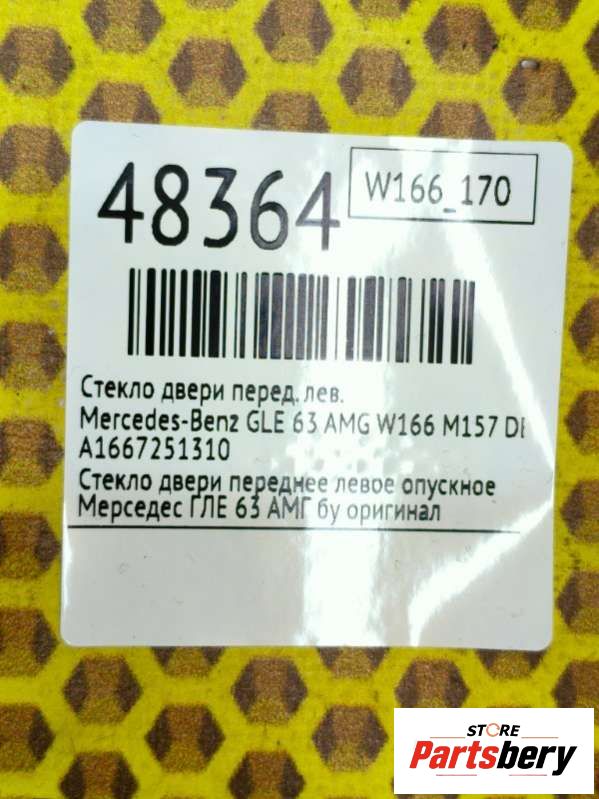 48364
W166_170
Стекло двери перед. лев.
Mercedes-Benz GLE 63 AMG W166 M157 DE
A1667251310
Стекло двери переднее левое опускное
Мерседес ГЛЕ 63 АМГ бу оригинал
STORE
Partsbery